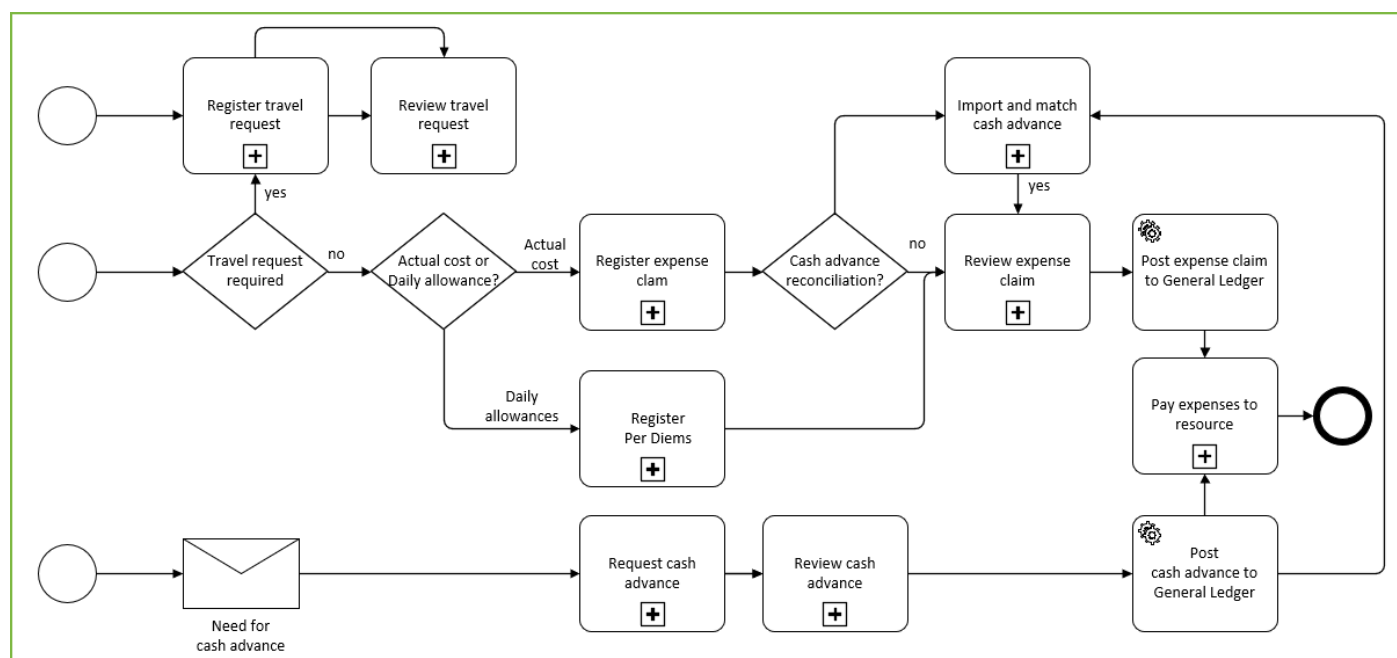 Register travel
request
Review travel
request
Import and match
cash advance
yes
yes
Travel request
required
no
Actual cost or
Daily allowance?
Actual
cost
Register expense
clam
Cash advance
reconciliation?
no
Review expense
claim
Post expense claim
to General Ledger
Daily
allowances
Register
Per Diems
Pay expenses to
resource
Need for
cash advance
Request cash
advance
Review cash
advance
Post
cash advance to
General Ledger